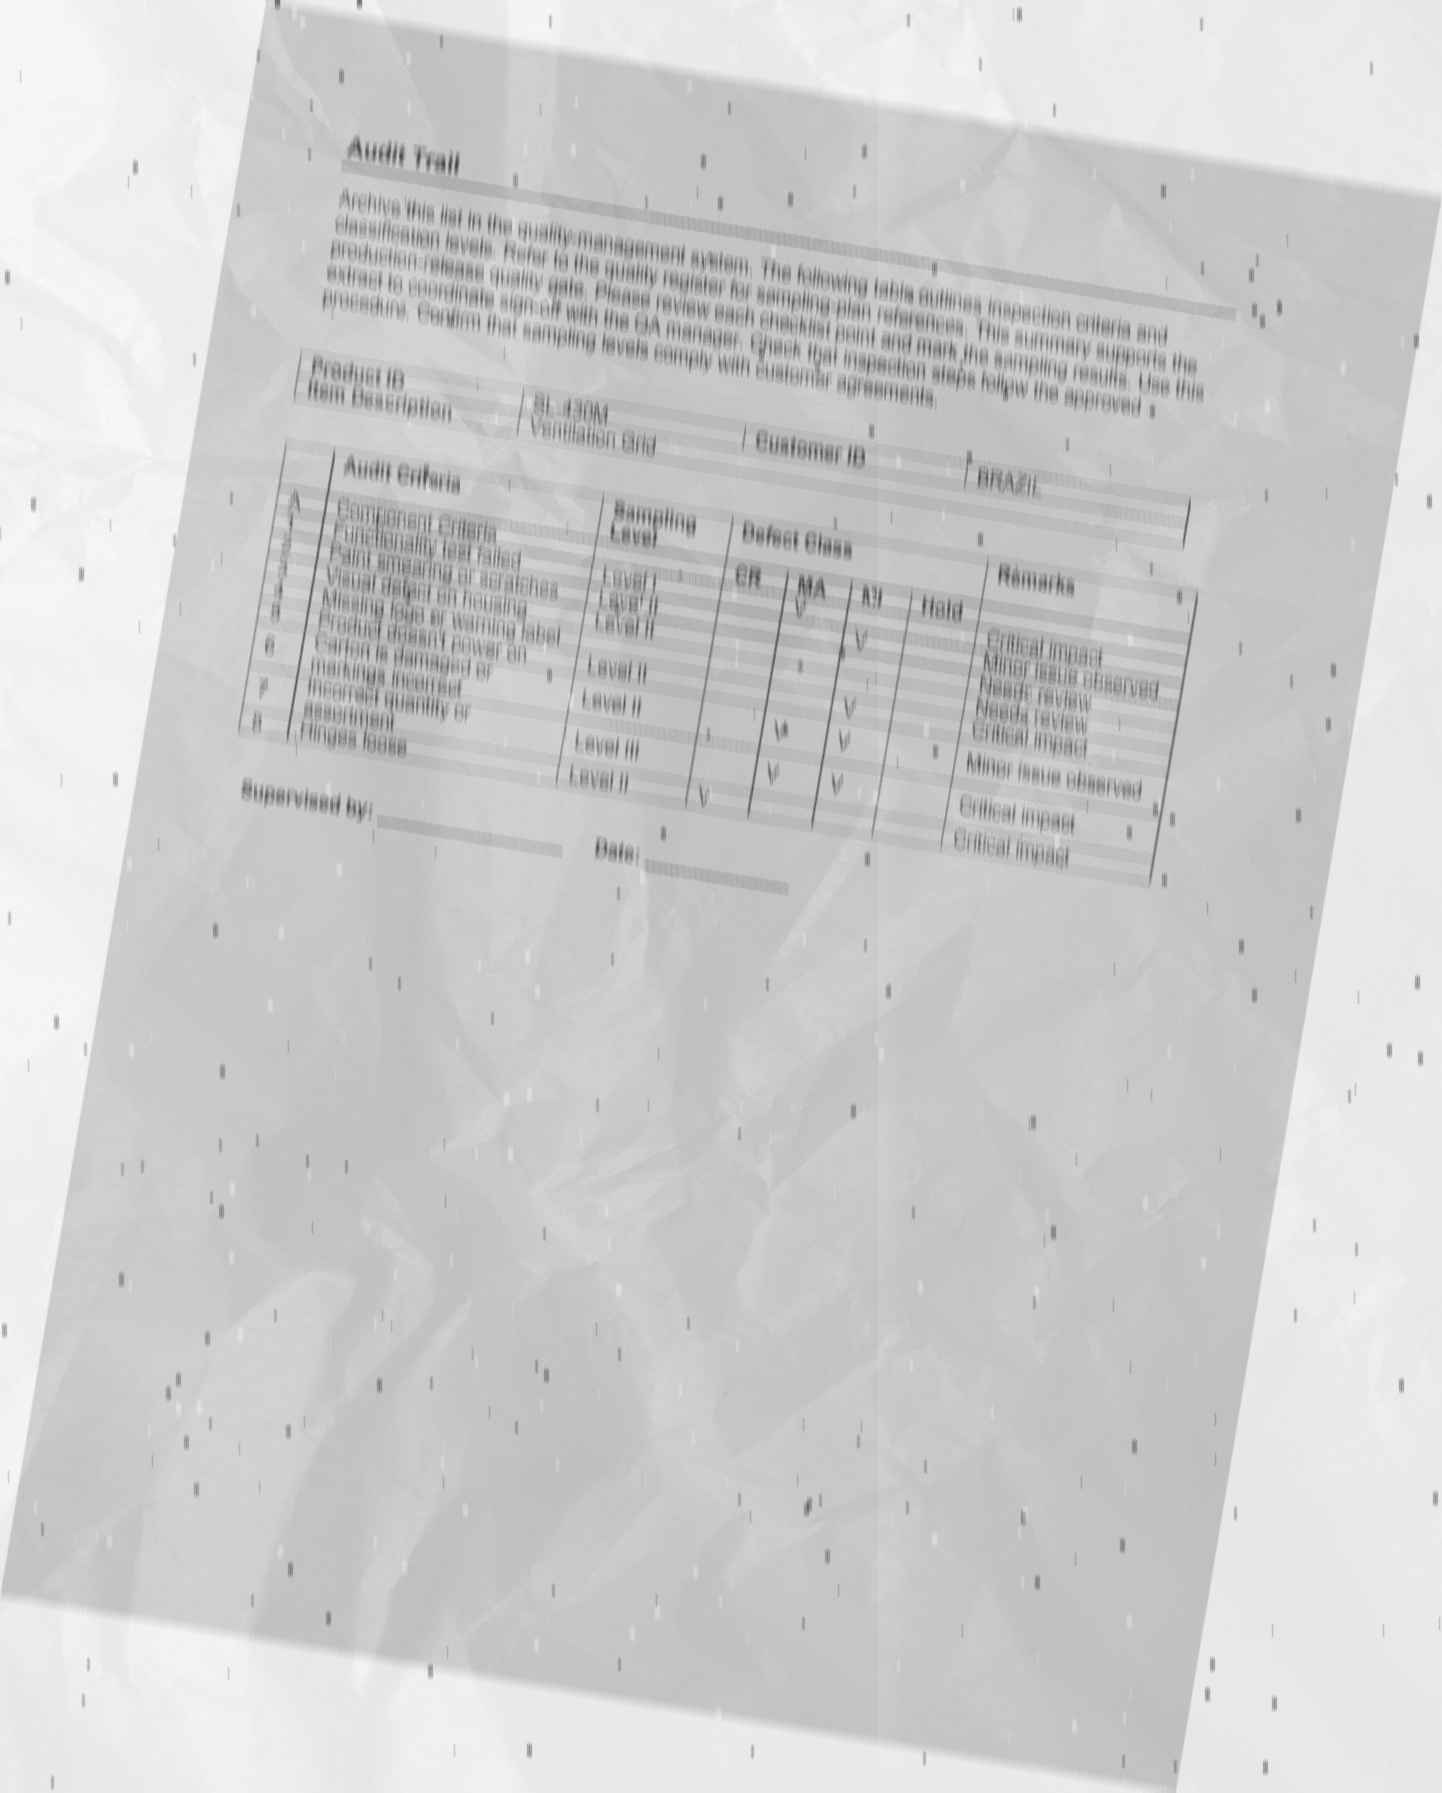 Audit Trail
Archive this list in the quality-management system. The following table outlines inspection criteria and
classification levels. Refer to the quality register for sampling-plan references. This summary supports the
production-release quality gate. Please review each checklist point and mark the sampling results. Use this
extract to coordinate sign-off with the QA manager. Check that inspection steps follow the approved
procedure. Confirm that sampling levels comply with customer agreements.
Product ID BL-430M Customer ID BRAZIL
Item Description Ventilation Grid
Audit Criteria Sampling Level Defect Class Remarks
CR MA MI Hold
A Component Criteria
Functionality test failed Level I V Critical impact
Paint smearing or scratches Level II V Minor issue observed
Visual defect on housing Level II Needs review
Missing logo or warning label Needs review
Product doesn't power on Level II V Critical impact
6 Carton is damaged or
markings incorrect Level II V V Minor issue observed
7 Incorrect quantity or
assortment Level III V V Critical impact
8 Hinges loose Level II V Critical impact
Supervised by:
Date: